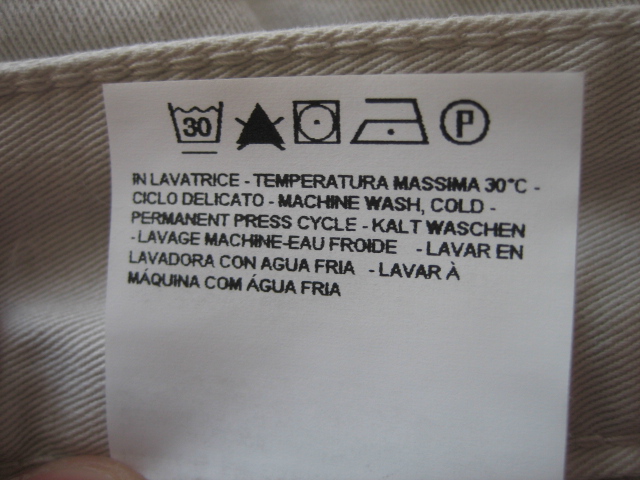 30 P
IN LAVATRICE - TEMPERATURA MASSIMA 30°C -
CICLO DELICATO - MACHINE WASH, COLD -
PERMANENT PRESS CYCLE - KALT WASCHEN
- LAVAGE MACHINE-EAU FROIDE - LAVAR EN
LAVADORA CON AGUA FRIA - LAVAR À
MÁQUINA COM ÁGUA FRIA